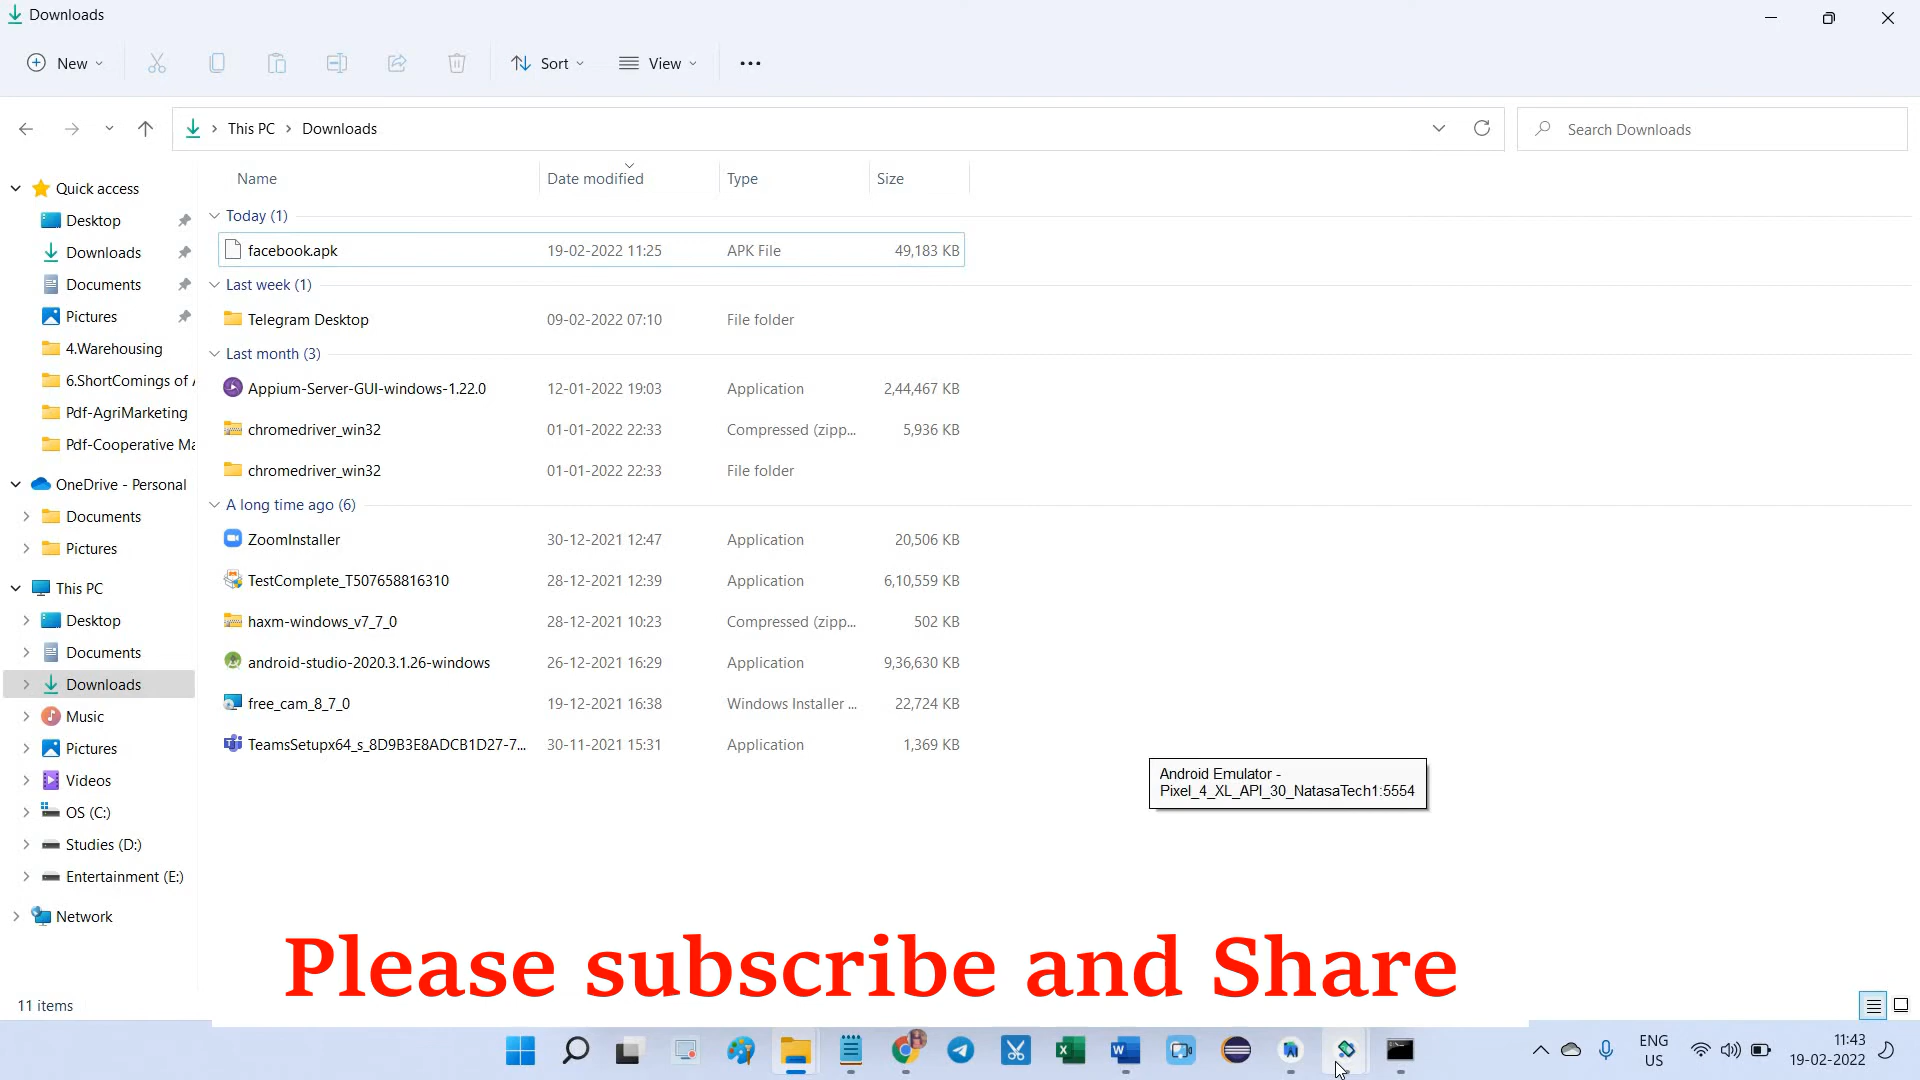 Downloads
New
Sort
View
This PC
Downloads
Search Downloads
Name
Date modified
Type
Size
Quick access
Desktop
Downloads
Documents
Pictures
4.Warehousing
6.ShortComings of
Pdf-AgriMarketing
Pdf-Cooperative Ma
OneDrive - Personal
Documents
Pictures
This PC
Desktop
Documents
Downloads
Music
Pictures
Videos
OS (C:)
Studies (D:)
Entertainment (E:)
Network
Today (1)
facebook.apk 19-02-2022 11:25 APK File 49,183 KB
Last week (1)
Telegram Desktop 09-02-2022 07:10 File folder
Last month (3)
Appium-Server-GUI-windows-1.22.0 12-01-2022 19:03 Application 2,44,467 KB
chromedriver_win32 01-01-2022 22:33 Compressed (zipp... 5,936 KB
chromedriver_win32 01-01-2022 22:33 File folder
A long time ago (6)
ZoomInstaller 30-12-2021 12:47 Application 20,506 KB
TestComplete_T507658816310 28-12-2021 12:39 Application 6,10,559 KB
haxm-windows_v7_7_0 28-12-2021 10:23 Compressed (zipp... 502 KB
android-studio-2020.3.1.26-windows 26-12-2021 16:29 Application 9,36,630 KB
free_cam_8_7_0 19-12-2021 16:38 Windows Installer ... 22,724 KB
TeamsSetupx64_s_8D9B3E8ADCB1D27-7... 30-11-2021 15:31 Application 1,369 KB
Android Emulator -
Pixel_4_XL_API_30_NatasaTech1:5554
Please subscribe and Share
11 items
ENG
US
11:43
19-02-2022